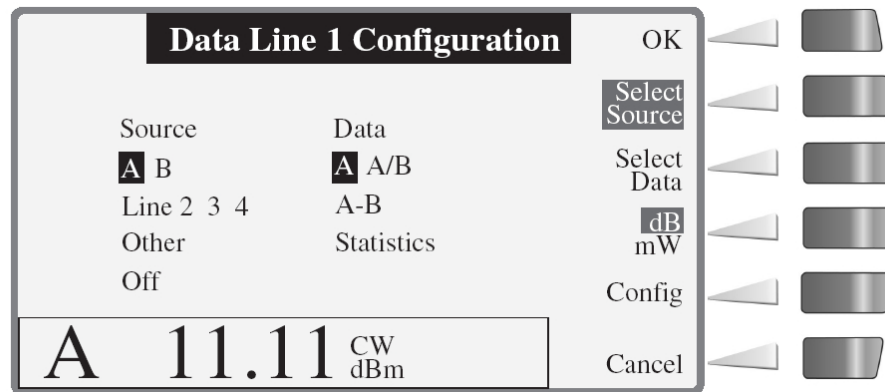 Data Line 1 Configuration
OK
Select
Source
Select
Data
dB
mW
Config
Cancel
Source
A B
Line 2 3 4
Other
Off
Data
A A/B
A-B
Statistics
A 11.11 CW
dBm